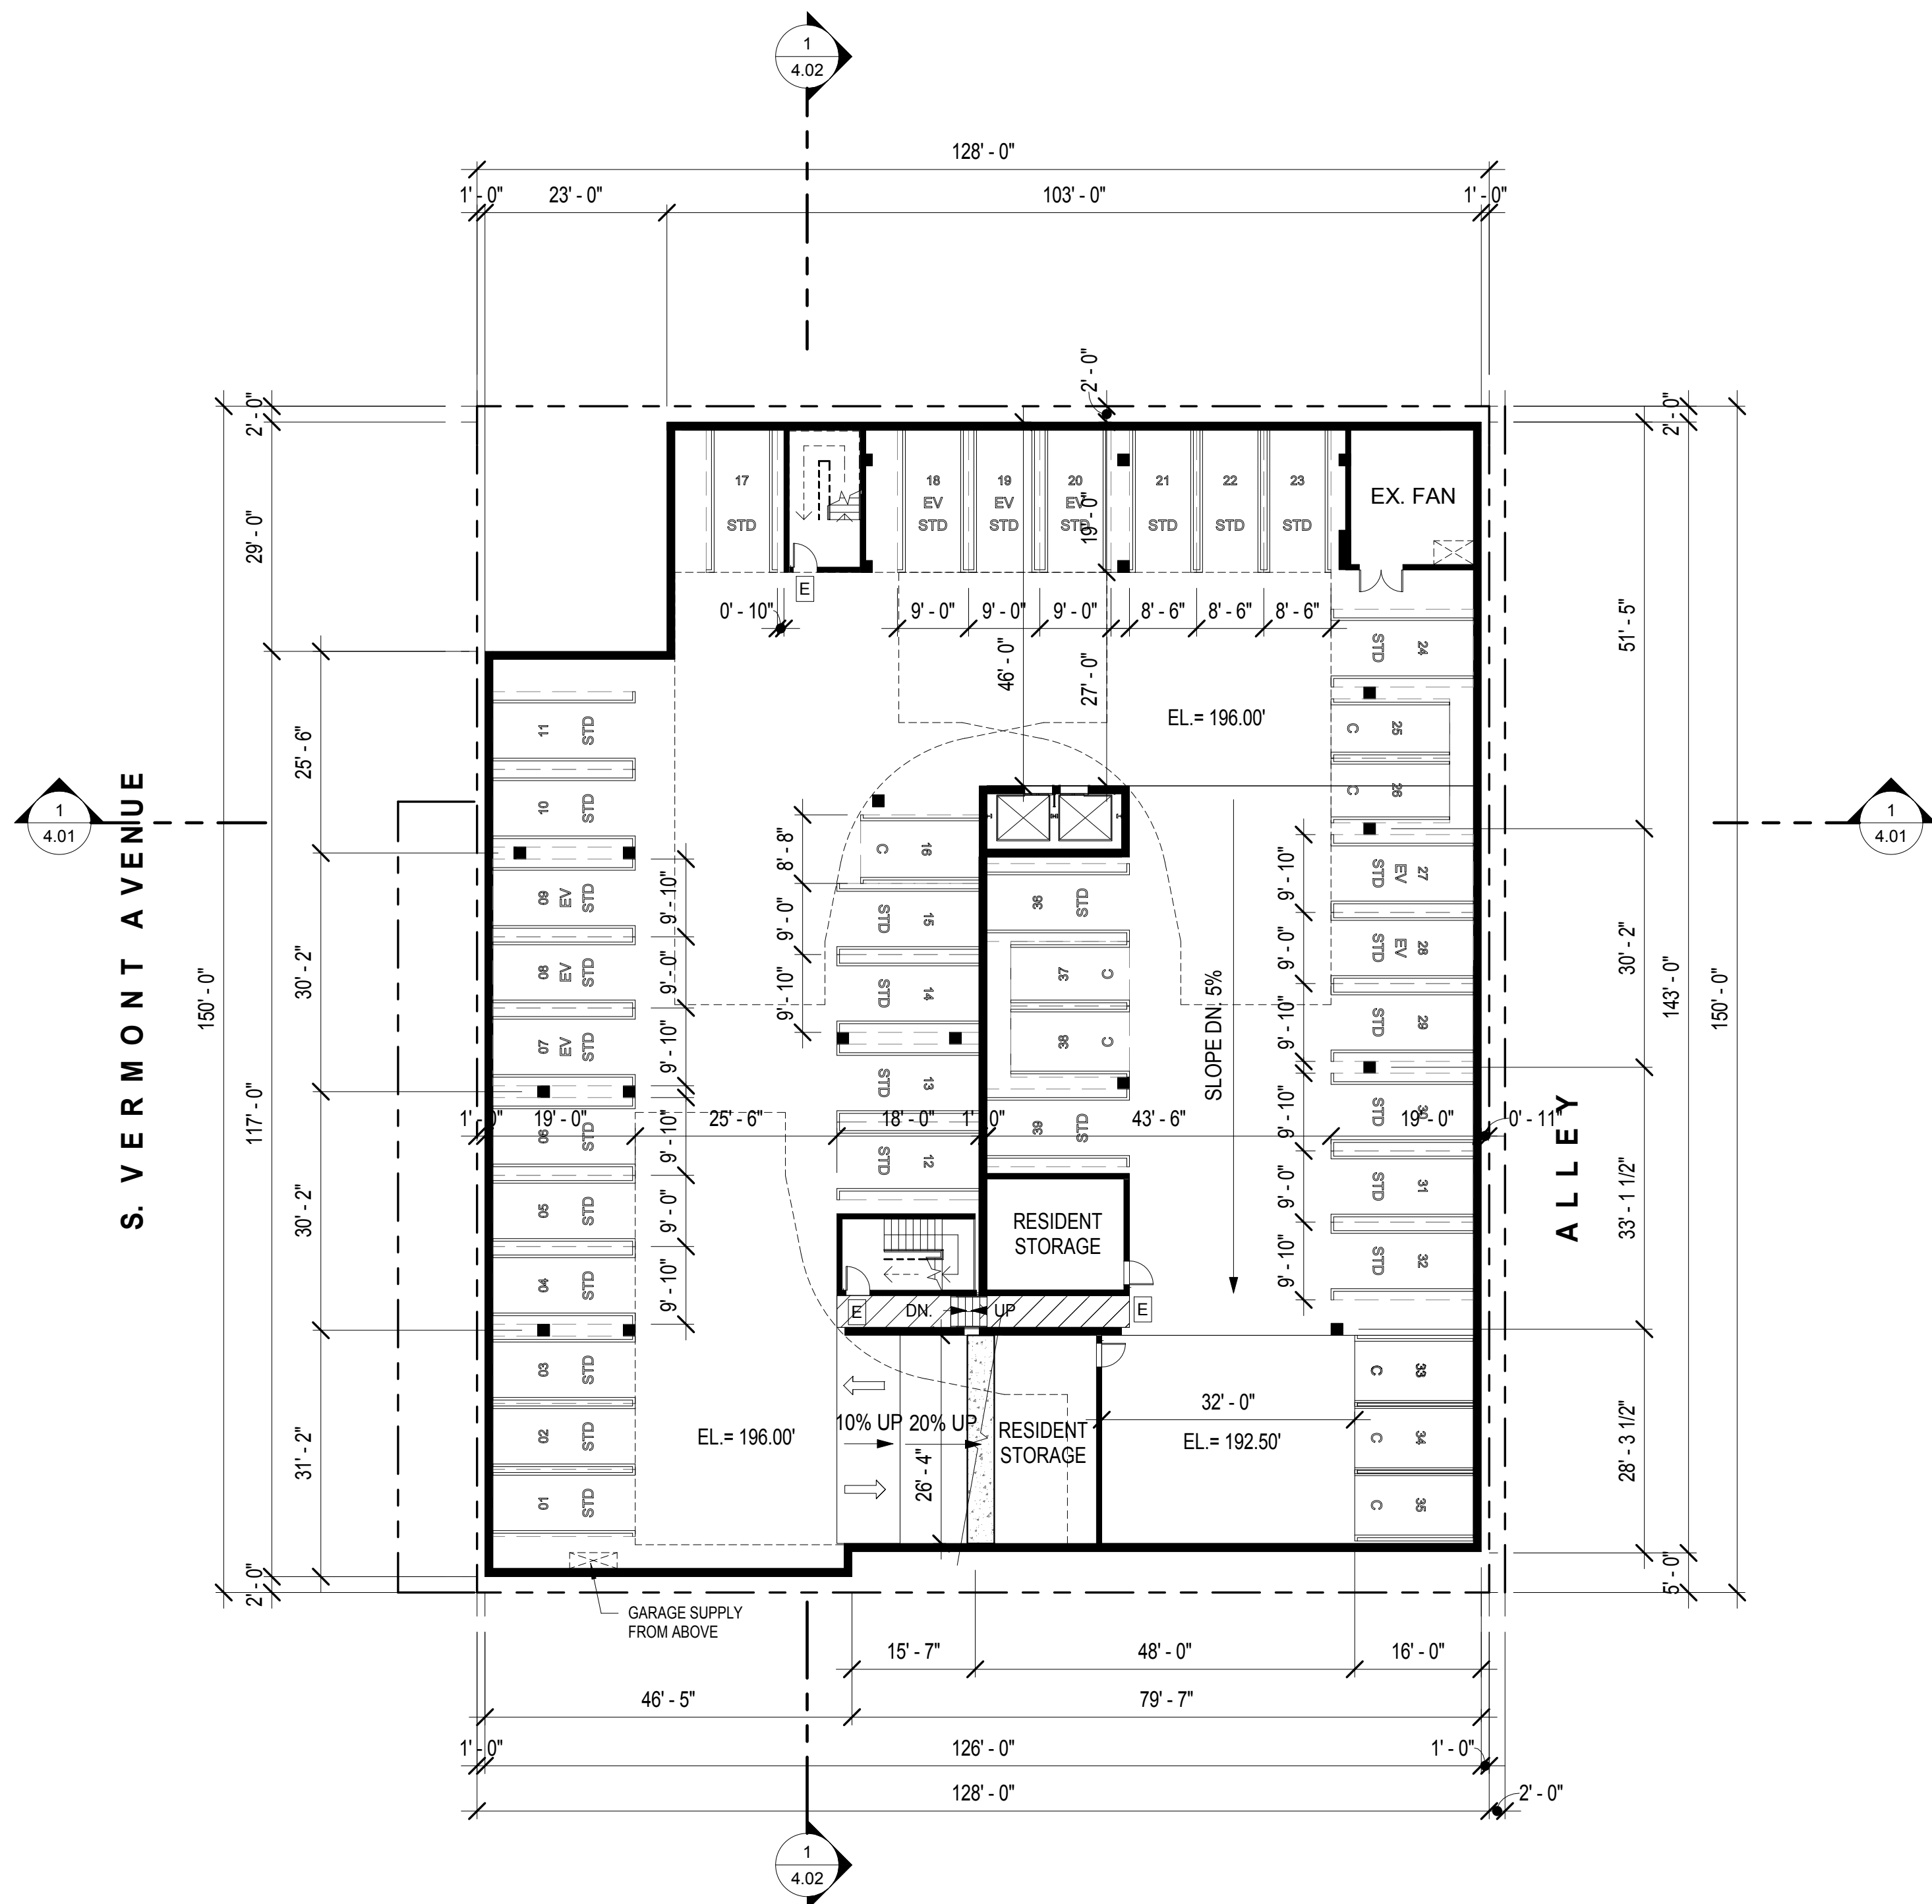 1
4.02
128' - 0"
1' - 0"
23' - 0"
103' - 0"
1' - 0"
2' - 0"
2' - 0"
2' - 0"
17
STD
18
EV
STD
19
EV
STD
20
EV
STD
19' - 0"
21
STD
22
STD
23
STD
EX. FAN
29' - 0"
E
0' - 10"
9' - 0"
9' - 0"
9' - 0"
8' - 6"
8' - 6"
8' - 6"
46' - 0"
27' - 0"
EL.= 196.00'
24
STD
51' - 5"
25
C
26
C
11
STD
25' - 6"
10
STD
1
4.01
1
4.01
S. VERMONT AVENUE
150' - 0"
117' - 0"
30' - 2"
09
EV
STD
9' - 10"
08
EV
STD
9' - 0"
07
EV
STD
9' - 10"
8' - 8"
16
C
9' - 0"
15
STD
9' - 10"
14
STD
13
STD
12
STD
36
STD
37
C
38
C
39
STD
SLOPE DN. 5%
9' - 10"
27
EV
STD
9' - 0"
28
EV
STD
9' - 10"
29
STD
30' - 2"
143' - 0"
150' - 0"
1' - 0"
19' - 0"
25' - 6"
18' - 0"
1' - 0"
43' - 6"
19' - 0"
0' - 11"
06
STD
9' - 10"
05
STD
9' - 0"
04
STD
9' - 10"
30' - 2"
9' - 10"
30
STD
9' - 0"
31
STD
9' - 10"
32
STD
33' - 1 1/2"
ALLEY
RESIDENT
STORAGE
E
DN.
UP
E
03
STD
02
STD
01
STD
31' - 2"
EL.= 196.00'
10% UP
20% UP
26' - 4"
RESIDENT
STORAGE
32' - 0"
EL.= 192.50'
33
C
34
C
35
C
28' - 3 1/2"
2' - 0"
5' - 0"
GARAGE SUPPLY
FROM ABOVE
15' - 7"
48' - 0"
16' - 0"
46' - 5"
79' - 7"
1' - 0"
126' - 0"
1' - 0"
128' - 0"
2' - 0"
1
4.02